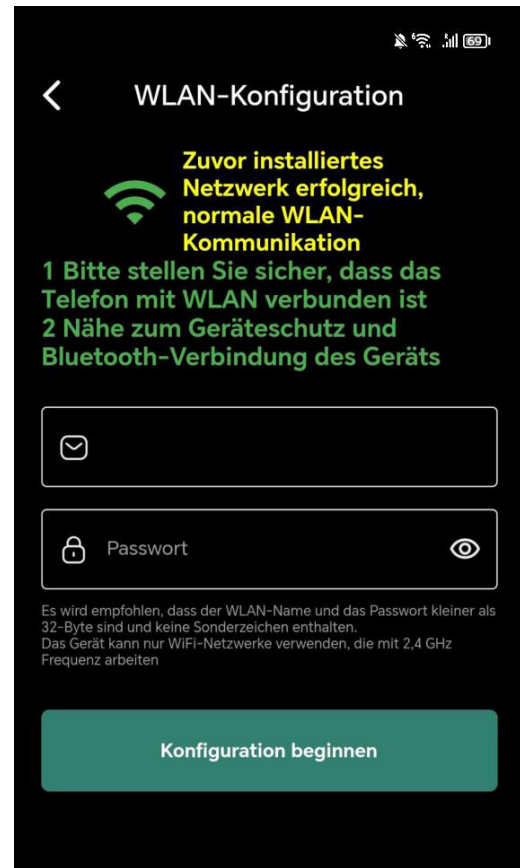 69
WLAN-Konfiguration
Zuvor installiertes
Netzwerk erfolgreich,
normale WLAN-
Kommunikation
1 Bitte stellen Sie sicher, dass das
Telefon mit WLAN verbunden ist
2 Nähe zum Geräteschutz und
Bluetooth-Verbindung des Geräts
Passwort
Es wird empfohlen, dass der WLAN-Name und das Passwort kleiner als
32-Byte sind und keine Sonderzeichen enthalten.
Das Gerät kann nur WiFi-Netzwerke verwenden, die mit 2,4 GHz
Frequenz arbeiten
Konfiguration beginnen